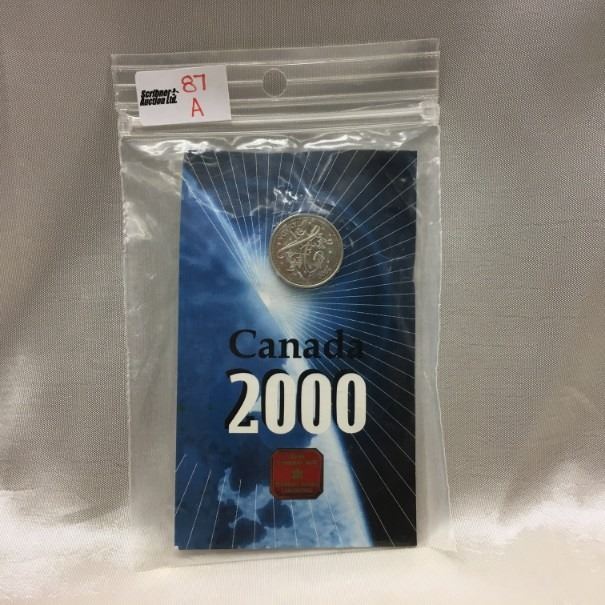 Scribner
Auction Ltd.
87
A
Canada
2000